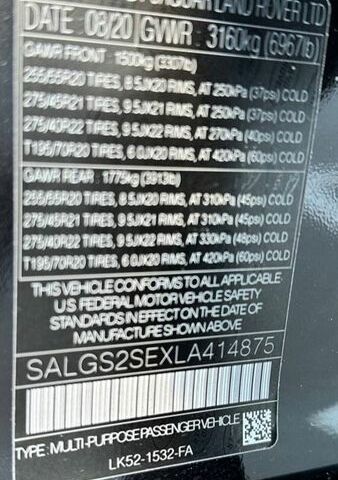 JAGUAR LAND ROVER LTD
DATE 08/20 GVWR 3160kg (6967lb)
GAWR FRONT 1500kg (3307lb)
255/55R20 TIRES, 8.5JX20 RIMS, AT 250kPa (37psi) COLD
275/45R21 TIRES, 9.5JX21 RIMS, AT 250kPa (37psi) COLD
275/40R22 TIRES, 9.5JX22 RIMS, AT 270kPa (40psi) COLD
T195/70R20 TIRES, 6.0JX20 RIMS, AT 420kPa (60psi) COLD
GAWR REAR 1775kg (3913lb)
255/55R20 TIRES, 8.5JX20 RIMS, AT 310kPa (45psi) COLD
275/45R21 TIRES, 9.5JX21 RIMS, AT 310kPa (45psi) COLD
275/40R22 TIRES, 9.5JX22 RIMS, AT 330kPa (48psi) COLD
T195/70R20 TIRES, 6.0JX20 RIMS, AT 420kPa (60psi) COLD
THIS VEHICLE CONFORMS TO ALL APPLICABLE
U.S. FEDERAL MOTOR VEHICLE SAFETY
STANDARDS IN EFFECT ON THE DATE OF
MANUFACTURE SHOWN ABOVE
SALGS2SEXLA414875
TYPE: MULTI-PURPOSE PASSENGER VEHICLE
LK52-1532-FA